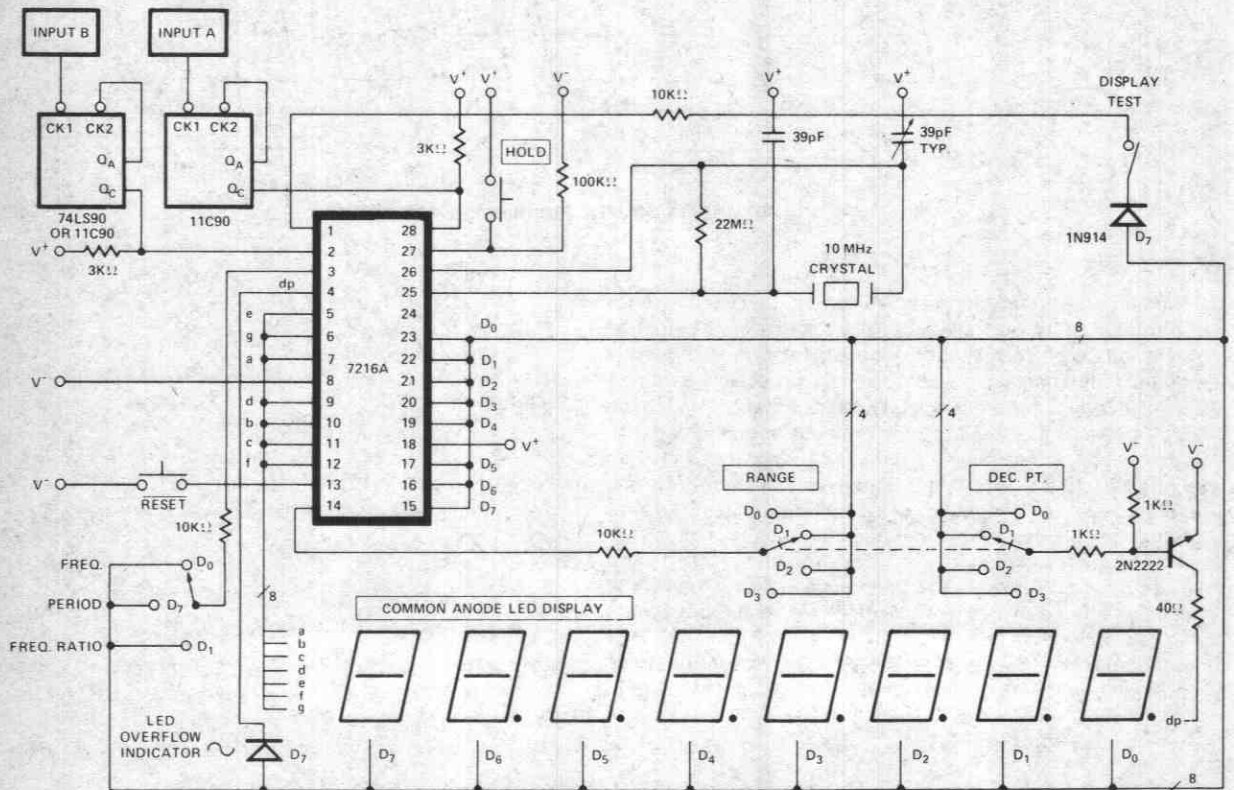 INPUT B
INPUT A
CK1 CK2
QA
QC
74LS90
OR 11C90
CK1 CK2
QA
QC
11C90
V+
3KΩ
V+
3KΩ
V+
HOLD
V-
100KΩ
10KΩ
V+
39pF
V+
39pF
TYP.
22MΩ
10 MHz
CRYSTAL
DISPLAY
TEST
1N914
D7
7216A
1 28
2 27
3 26
4 25
5 24
6 23
7 22
8 21
9 20
10 19
11 18
12 17
13 16
14 15
dp
e
g
a
d
b
c
f
V-
V-
RESET
10KΩ
D0
D1
D2
D3
D4
V+
D5
D6
D7
8
4
4
RANGE
D0
D1
D2
D3
10KΩ
DEC. PT.
D0
D1
D2
D3
1KΩ
V-
1KΩ
V-
2N2222
40Ω
FREQ. D0
PERIOD D7
FREQ. RATIO D1
8
COMMON ANODE LED DISPLAY
a
b
c
d
e
f
g
dp
LED
OVERFLOW
INDICATOR
D7
D7 D6 D5 D4 D3 D2 D1 D0
8